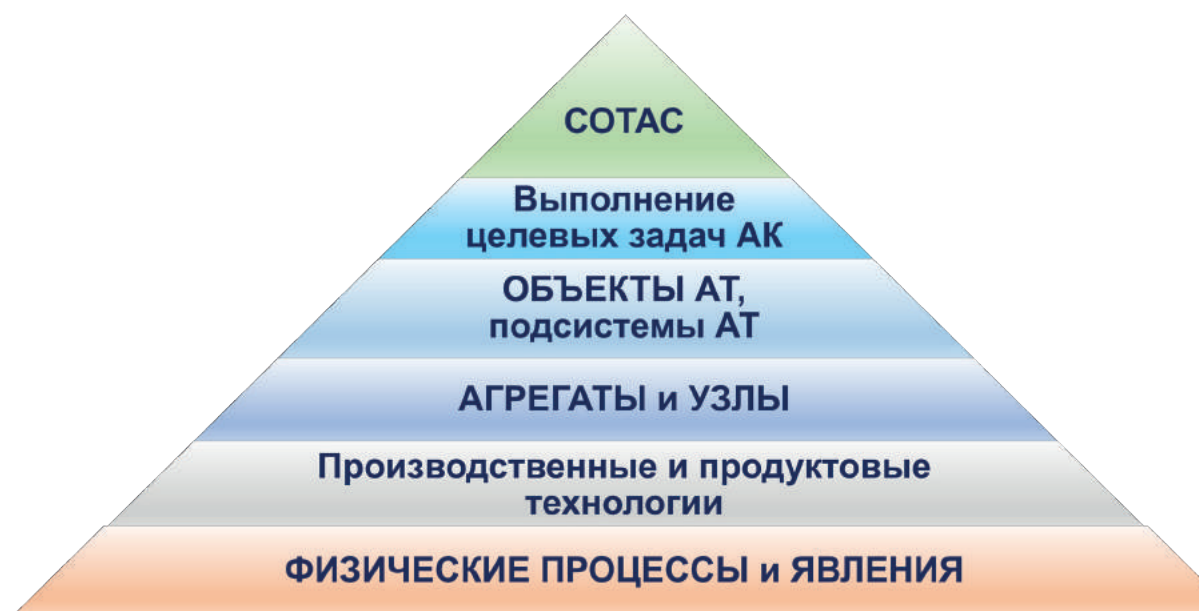 СОТАС
Выполнение
целевых задач АК
ОБЪЕКТЫ АТ,
подсистемы АТ
АГРЕГАТЫ и УЗЛЫ
Производственные и продуктовые
технологии
ФИЗИЧЕСКИЕ ПРОЦЕССЫ и ЯВЛЕНИЯ